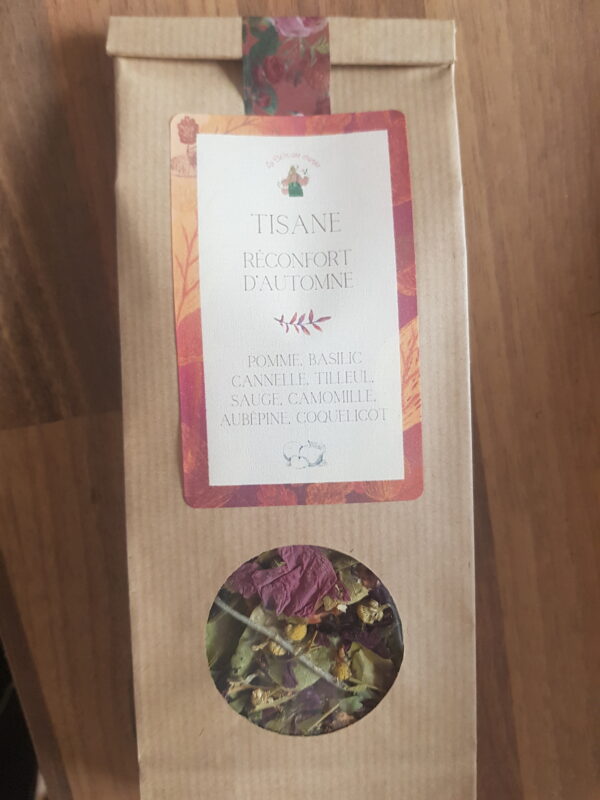 TISANE
RÉCONFORT
D'AUTOMNE
POMME, BASILIC
CANNELLE, TILLEUL,
SAUGE, CAMOMILLE,
AUBÉPINE, COQUELICOT